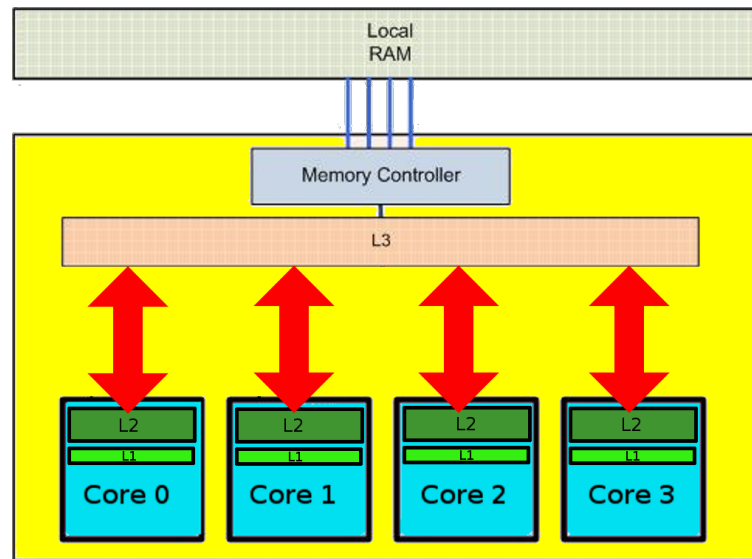 Local
RAM
Memory Controller
L3
L2
L2
L2
L2
L1
L1
L1
L1
Core 0
Core 1
Core 2
Core 3